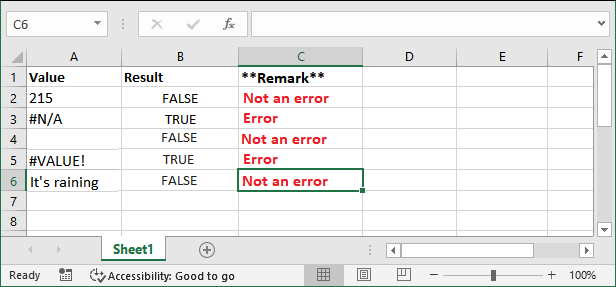 C6 fx
A B C D E F
1 Value Result **Remark**
2 215 FALSE Not an error
3 #N/A TRUE Error
4 FALSE Not an error
5 #VALUE! TRUE Error
6 It's raining FALSE Not an error
7
8
Sheet1
Ready Accessibility: Good to go 100%